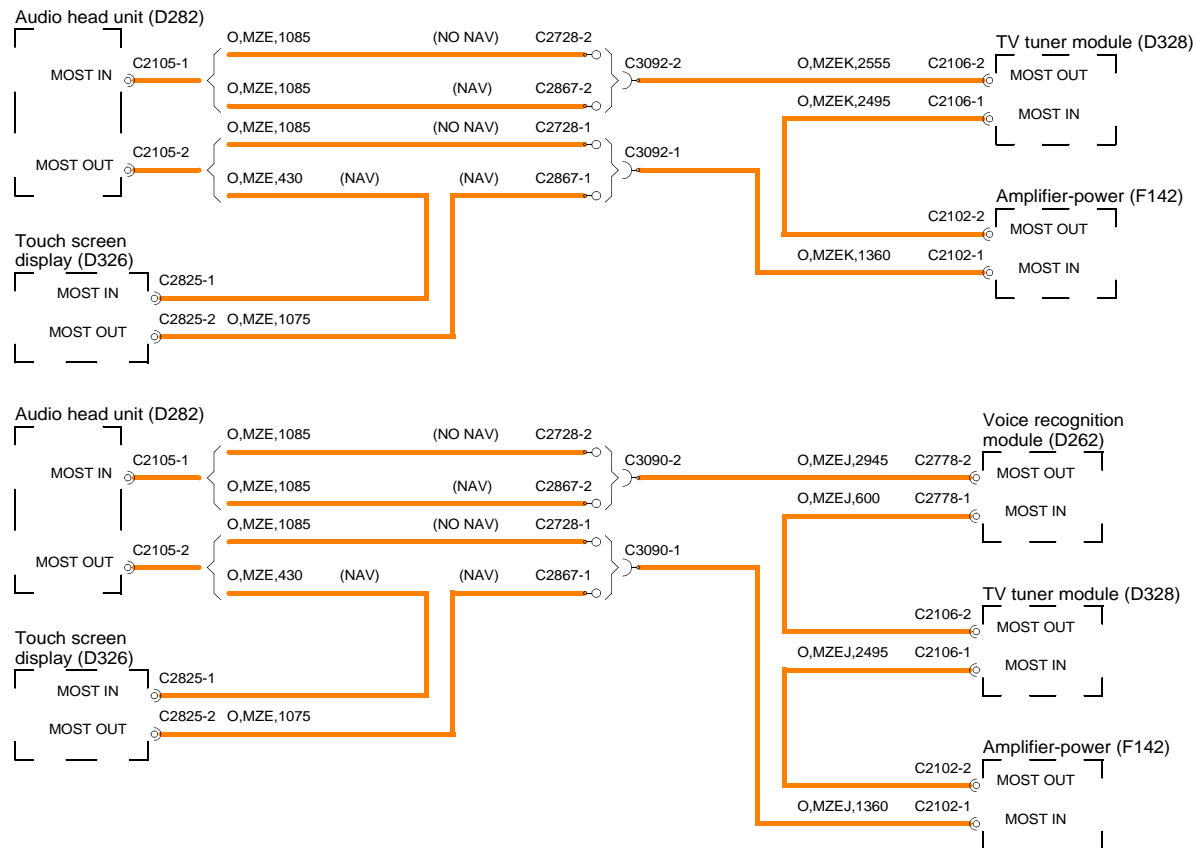 Audio head unit (D282)
O,MZE,1085 (NO NAV) C2728-2
TV tuner module (D328)
MOST IN C2105-1 C3092-2 O,MZEK,2555 C2106-2 MOST OUT
O,MZE,1085 (NAV) C2867-2
O,MZEK,2495 C2106-1 MOST IN
O,MZE,1085 (NO NAV) C2728-1
MOST OUT C2105-2 C3092-1
O,MZE,430 (NAV) (NAV) C2867-1
Amplifier-power (F142)
C2102-2 MOST OUT
Touch screen
display (D326)
O,MZEK,1360 C2102-1 MOST IN
MOST IN C2825-1
MOST OUT C2825-2 O,MZE,1075
Audio head unit (D282)
O,MZE,1085 (NO NAV) C2728-2
Voice recognition
module (D262)
MOST IN C2105-1 C3090-2 O,MZEJ,2945 C2778-2 MOST OUT
O,MZE,1085 (NAV) C2867-2
O,MZEJ,600 C2778-1 MOST IN
O,MZE,1085 (NO NAV) C2728-1
MOST OUT C2105-2 C3090-1
O,MZE,430 (NAV) (NAV) C2867-1
TV tuner module (D328)
C2106-2 MOST OUT
Touch screen
display (D326)
O,MZEJ,2495 C2106-1 MOST IN
MOST IN C2825-1
MOST OUT C2825-2 O,MZE,1075
Amplifier-power (F142)
C2102-2 MOST OUT
O,MZEJ,1360 C2102-1 MOST IN